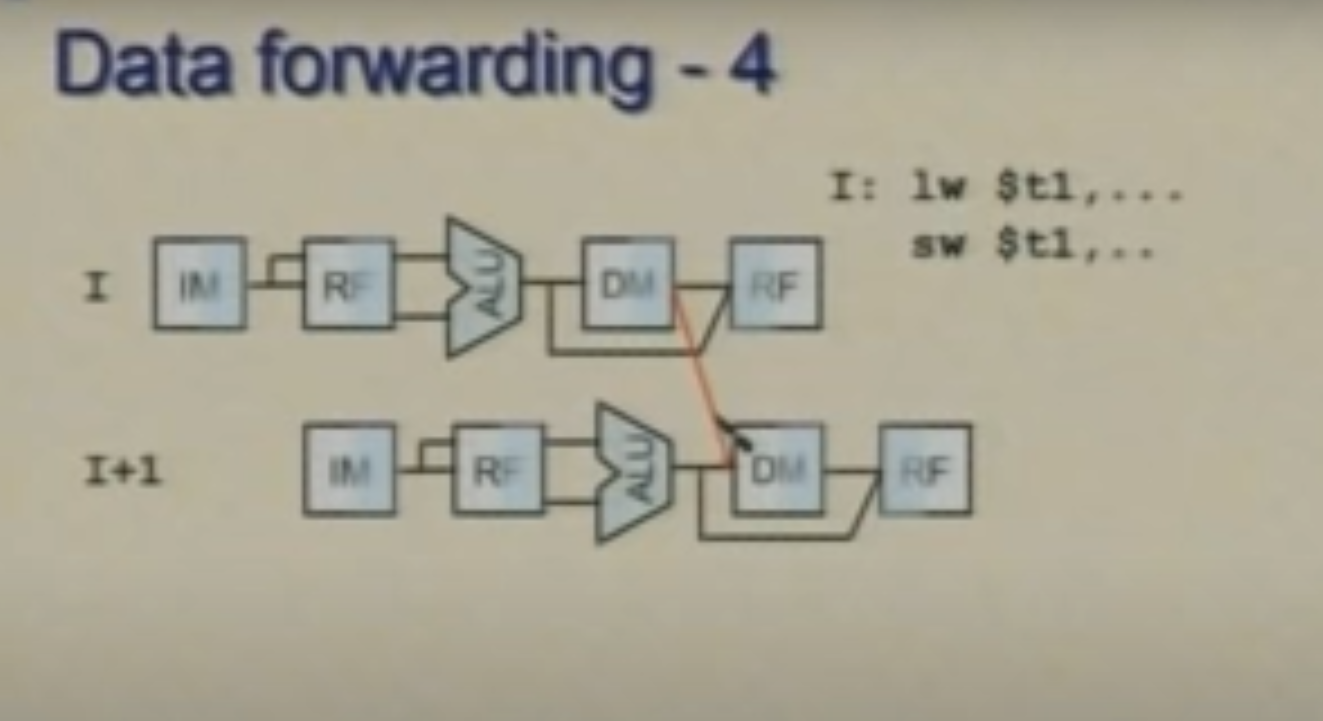 Data forwarding - 4
I: lw $t1,...
sw $t1,..
I IM RF ALU DM RF
I+1 IM RF ALU DM RF